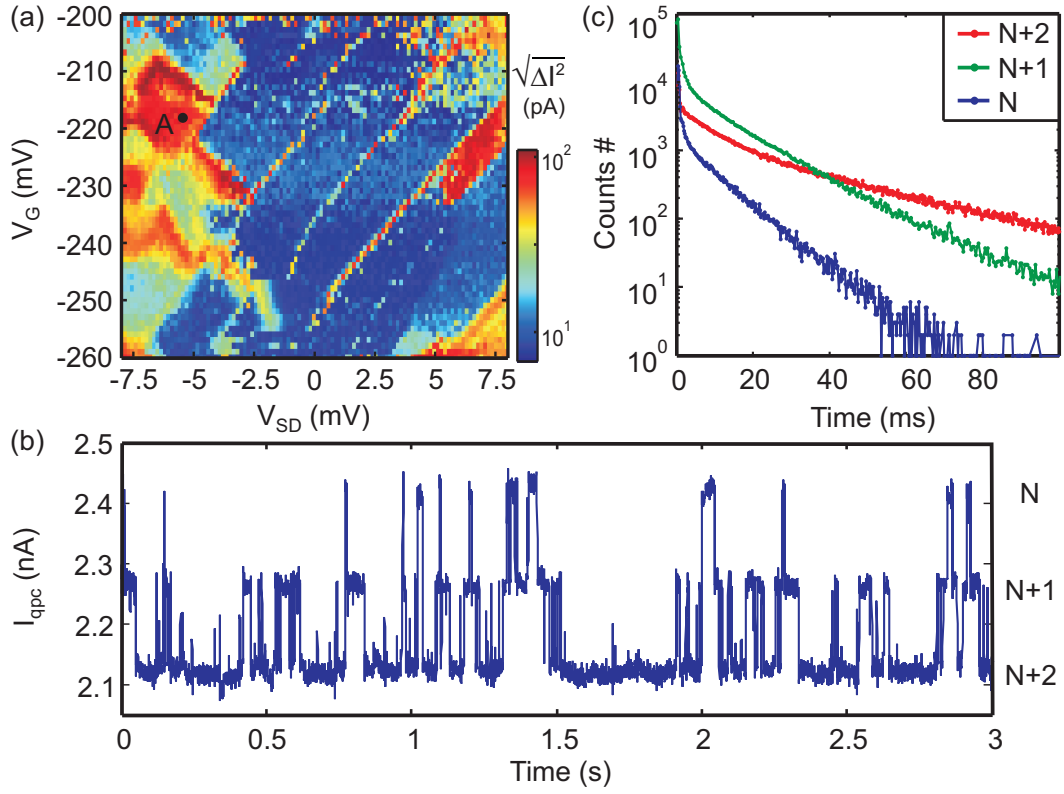 (a)
-200
-210
-220
-230
-240
-250
-260
V_G (mV)
A
-7.5
-5
-2.5
0
2.5
5
7.5
V_SD (mV)
√ΔI²
(pA)
10²
10¹
(c)
10⁵
10⁴
10³
10²
10¹
10⁰
Counts #
N+2
N+1
N
0
20
40
60
80
Time (ms)
(b)
2.5
2.4
2.3
2.2
2.1
I_qpc (nA)
N
N+1
N+2
0
0.5
1
1.5
2
2.5
3
Time (s)